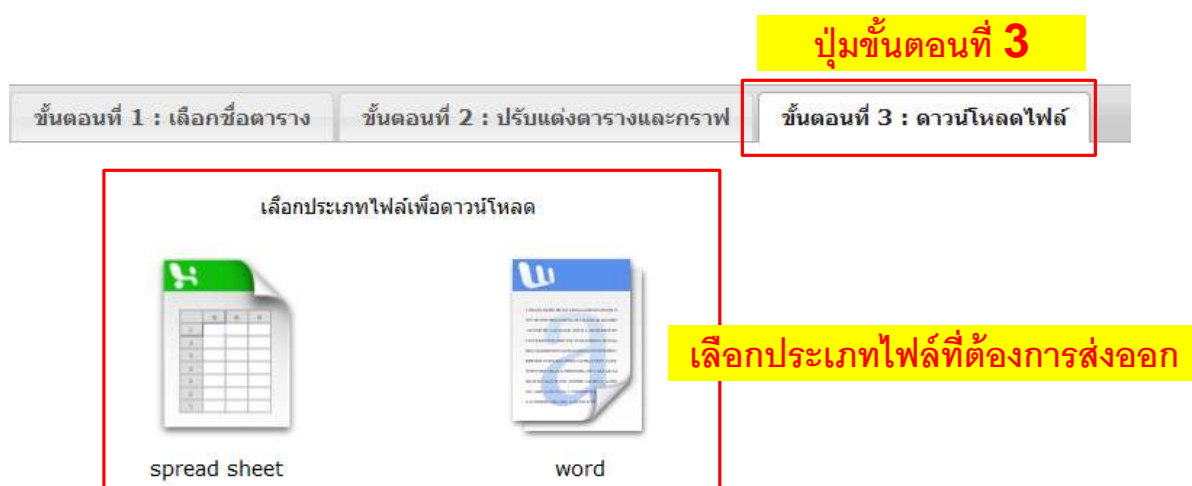 ปุ่มขั้นตอนที่ 3
ขั้นตอนที่ 1 : เลือกชื่อตาราง
ขั้นตอนที่ 2 : ปรับแต่งตารางและกราฟ
ขั้นตอนที่ 3 : ดาวน์โหลดไฟล์
เลือกประเภทไฟล์เพื่อดาวน์โหลด
เลือกประเภทไฟล์ที่ต้องการส่งออก
spread sheet
word